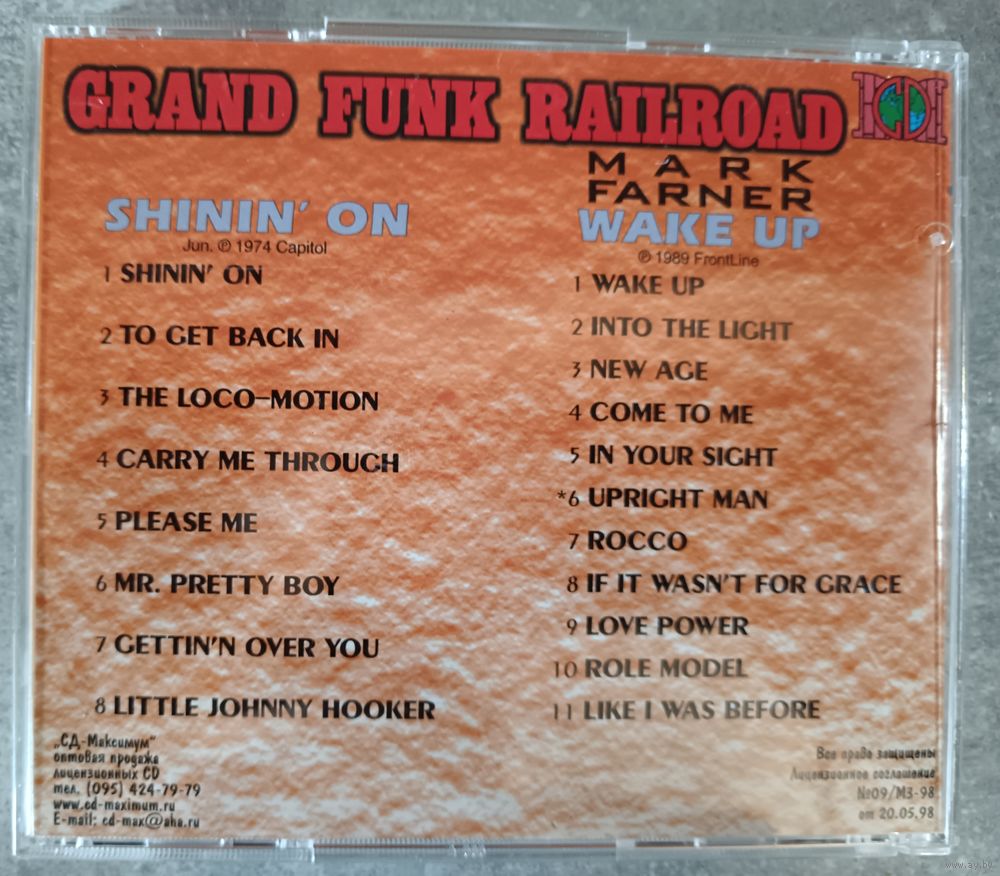 GRAND FUNK RAILROAD
SHININ' ON
Jun. ℗ 1974 Capitol
1 SHININ' ON
2 TO GET BACK IN
3 THE LOCO-MOTION
4 CARRY ME THROUGH
5 PLEASE ME
6 MR. PRETTY BOY
7 GETTIN'N OVER YOU
8 LITTLE JOHNNY HOOKER
MARK
FARNER
WAKE UP
℗ 1989 FrontLine
1 WAKE UP
2 INTO THE LIGHT
3 NEW AGE
4 COME TO ME
5 IN YOUR SIGHT
*6 UPRIGHT MAN
7 ROCCO
8 IF IT WASN'T FOR GRACE
9 LOVE POWER
10 ROLE MODEL
11 LIKE I WAS BEFORE
„СД-Максимум"
оптовая продажа
лицензионных CD
тел. (095) 424-79-79
www.cd-maximum.ru
E-mail: cd-max@aha.ru
Все права защищены
Лицензионное соглашение
№09/МЗ-98
от 20.05.98
www.ay.by